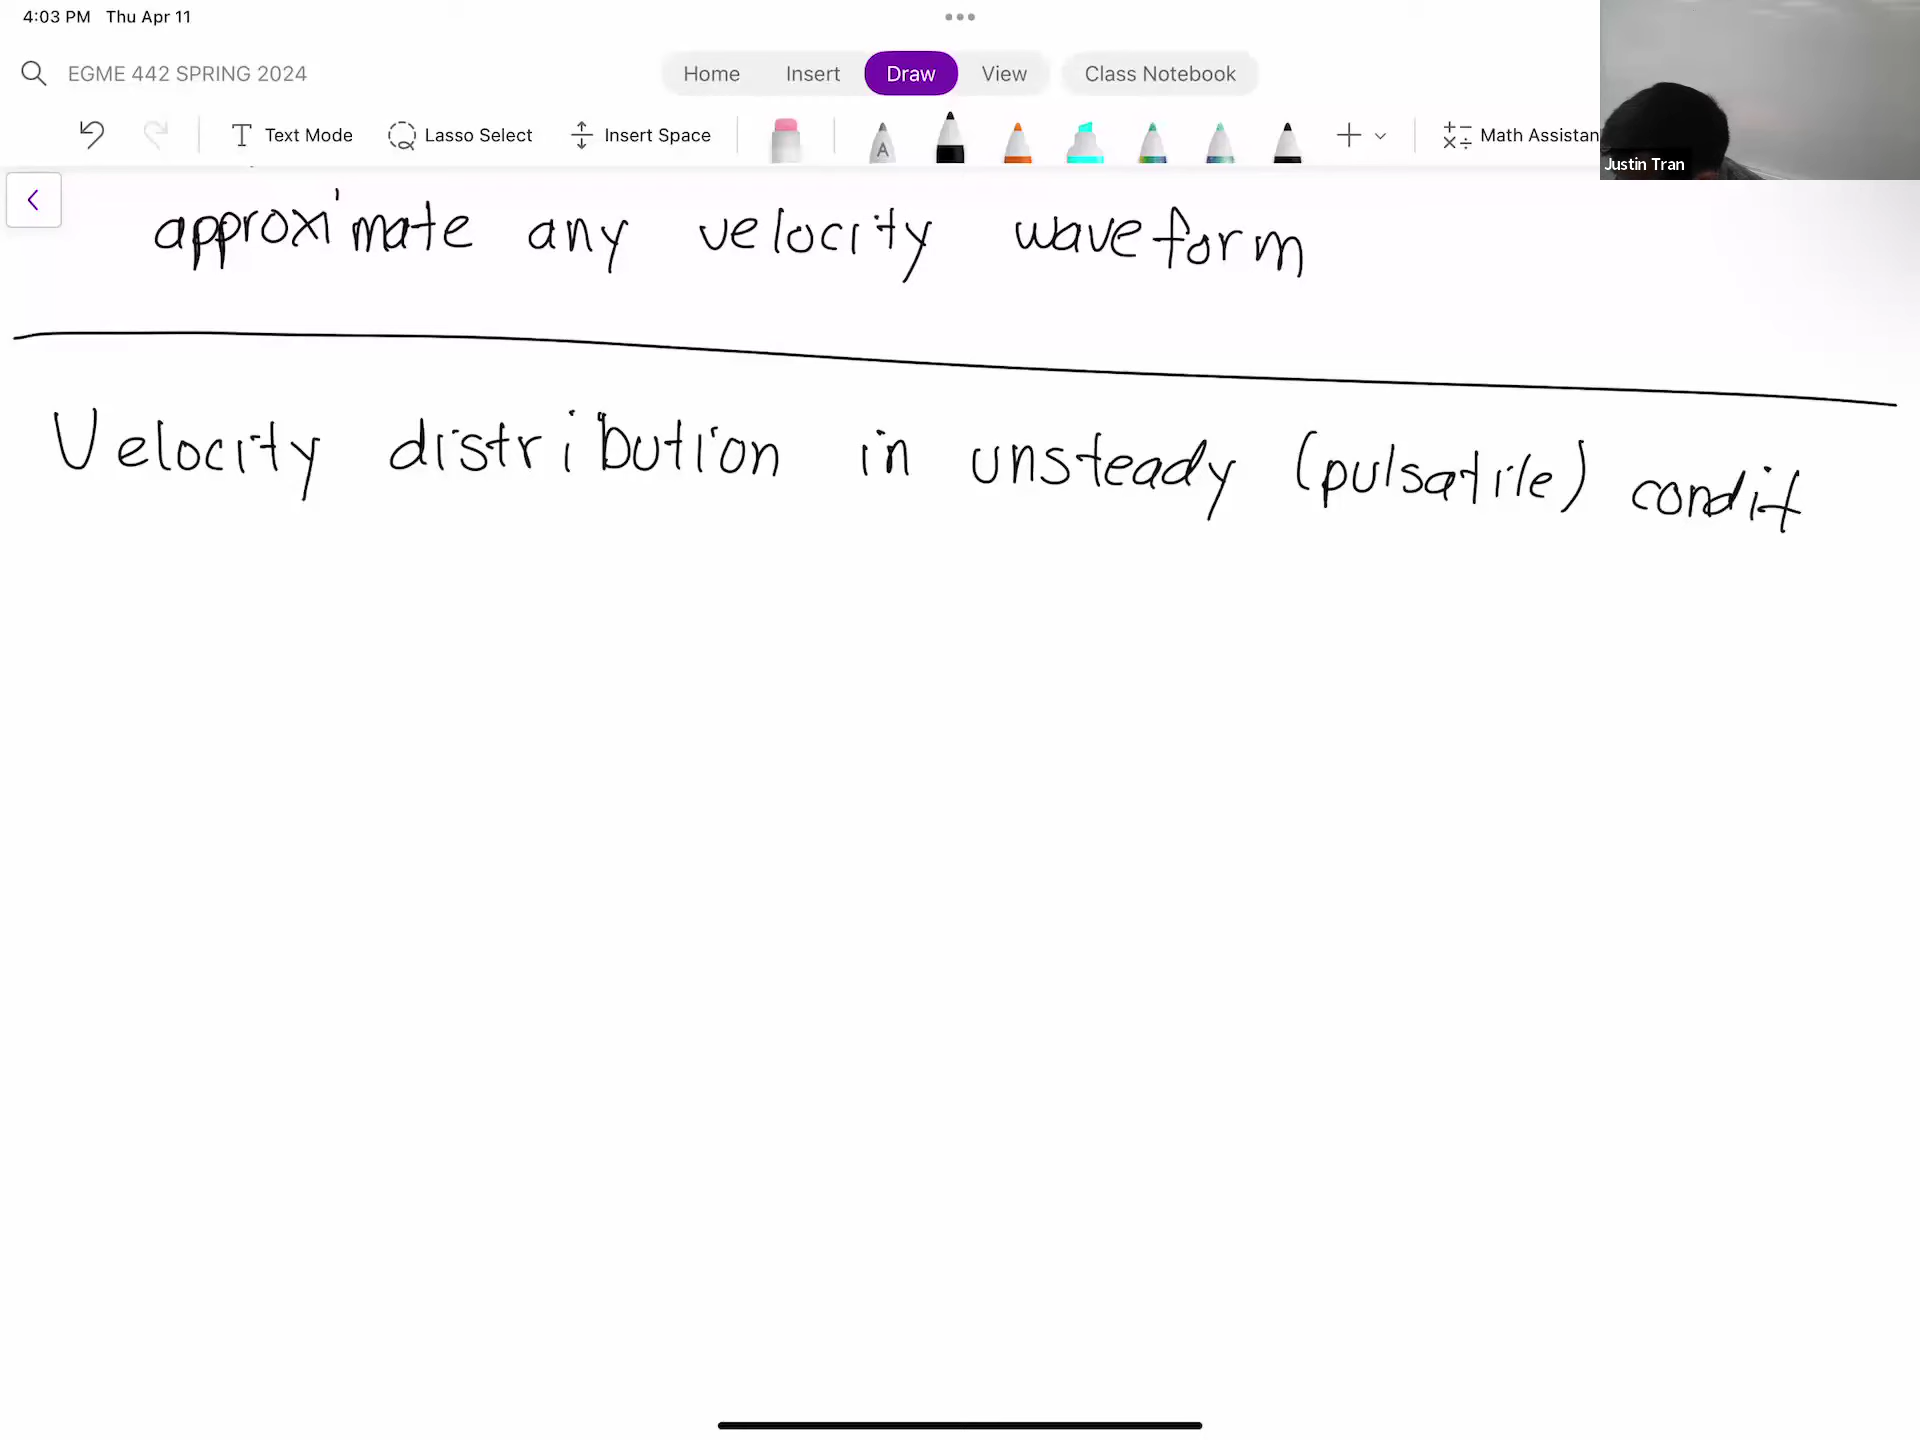 4:03 PM Thu Apr 11
EGME 442 SPRING 2024
Home Insert Draw View Class Notebook
Text Mode Lasso Select Insert Space A Math Assistan
Justin Tran
approximate any velocity waveform
Velocity distribution in unsteady (pulsatile) condit